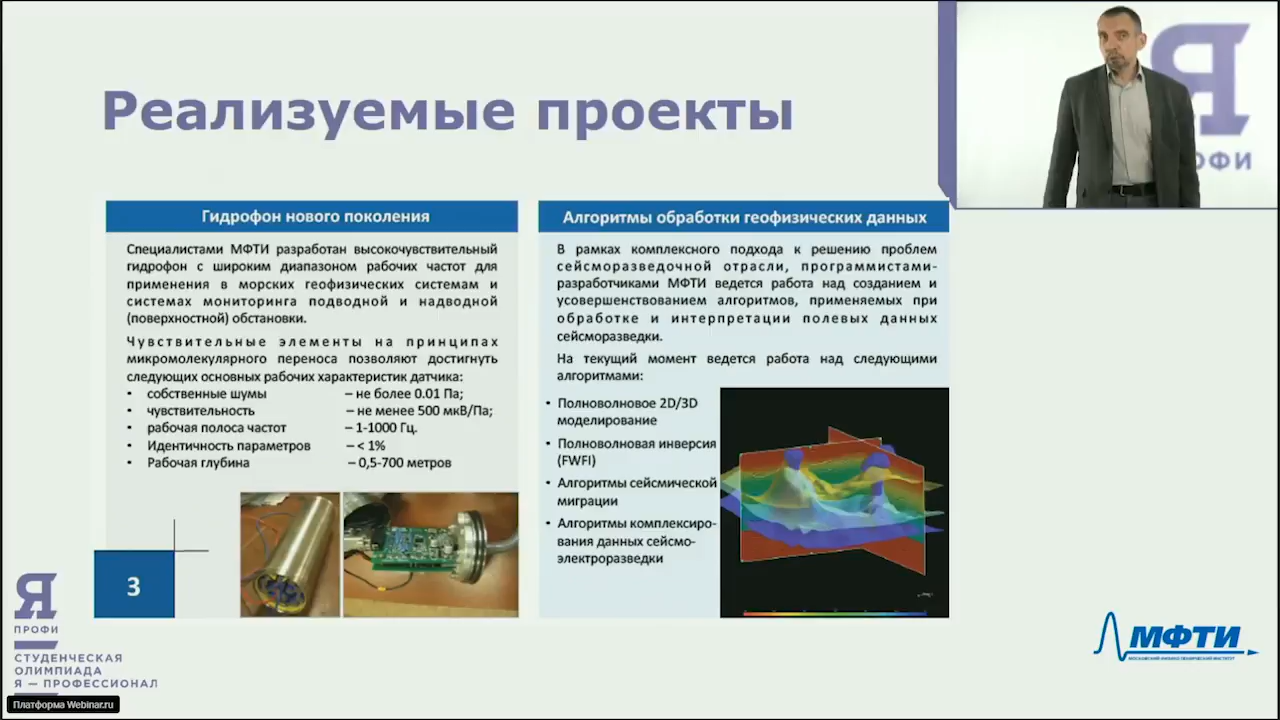 Реализуемые проекты
Гидрофон нового поколения
Специалистами МФТИ разработан высокочувствительный
гидрофон с широким диапазоном рабочих частот для
применения в морских геофизических системам и
системах мониторинга подводной и надводной
(поверхностной) обстановки.
Чувствительные элементы на принципах
микромолекулярного переноса позволяют достигнуть
следующих основных рабочих характеристик датчика:
• собственные шумы – не более 0.01 Па;
• чувствительность – не менее 500 мкВ/Па;
• рабочая полоса частот – 1-1000 Гц.
• Идентичность параметров – < 1%
• Рабочая глубина – 0,5-700 метров
3
Алгоритмы обработки геофизических данных
В рамках комплексного подхода к решению проблем
сейсморазведочной отрасли, программистами-
разработчиками МФТИ ведется работа над созданием и
усовершенствованием алгоритмов, применяемых при
обработке и интерпретации полевых данных
сейсморазведки.
На текущий момент ведется работа над следующими
алгоритмами:
• Полноволновое 2D/3D
моделирование
• Полноволновая инверсия
(FWFI)
• Алгоритмы сейсмической
миграции
• Алгоритмы комплексиро-
вания данных сейсмо-
электроразведки
Я
ОФИ
Я
ПРОФИ
СТУДЕНЧЕСКАЯ
ОЛИМПИАДА
Я — ПРОФЕССИОНАЛ
Платформа Webinar.ru
МФТИ
МОСКОВСКИЙ ФИЗИКО-ТЕХНИЧЕСКИЙ ИНСТИТУТ